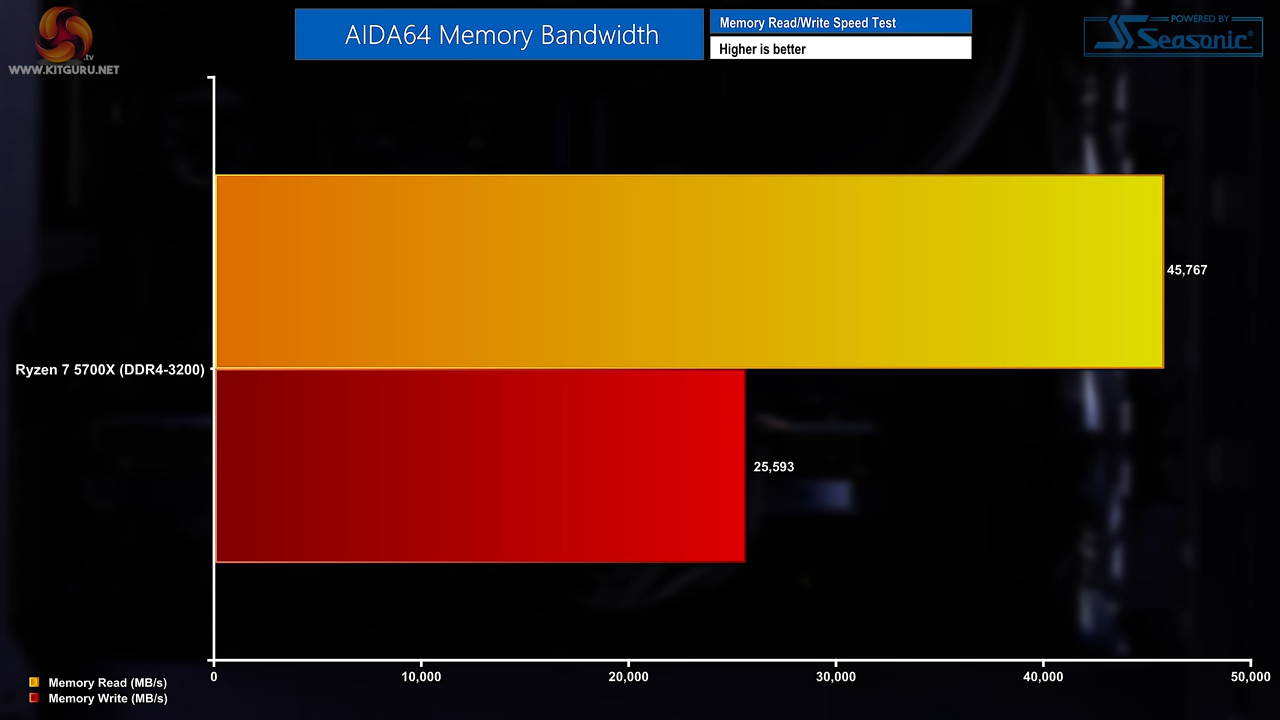 AIDA64 Memory Bandwidth
Memory Read/Write Speed Test
Higher is better
POWERED BY
Seasonic®
.tv
WWW.KITGURU.NET
45,767
Ryzen 7 5700X (DDR4-3200)
25,593
0
10,000
20,000
30,000
40,000
50,000
Memory Read (MB/s)
Memory Write (MB/s)